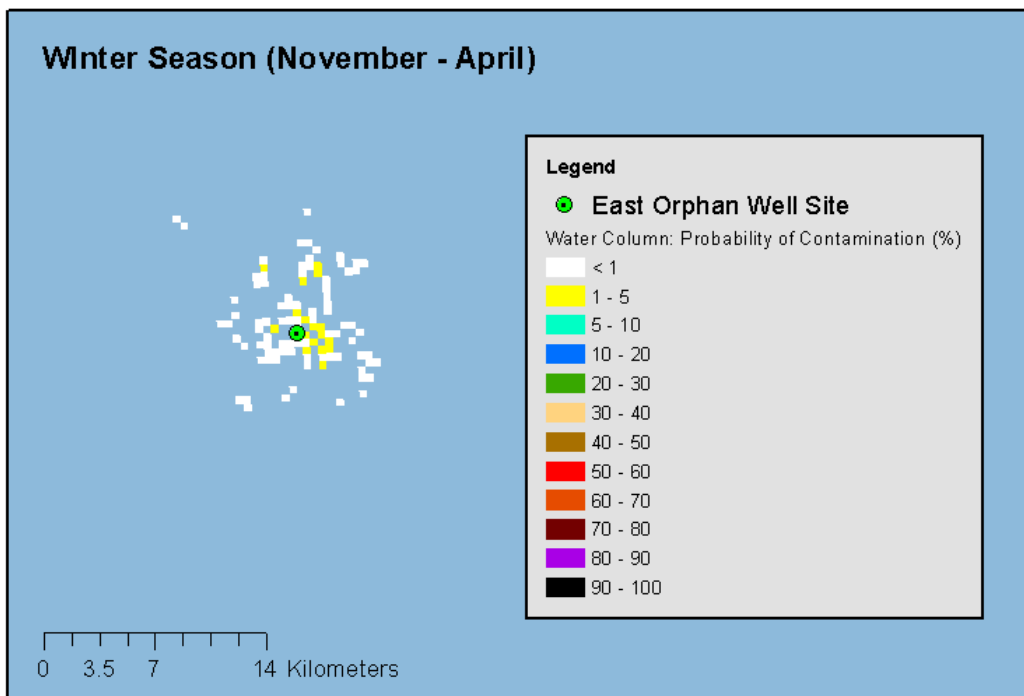 WInter Season (November - April)
Legend
East Orphan Well Site
Water Column: Probability of Contamination (%)
< 1
1 - 5
5 - 10
10 - 20
20 - 30
30 - 40
40 - 50
50 - 60
60 - 70
70 - 80
80 - 90
90 - 100
0 3.5 7 14 Kilometers